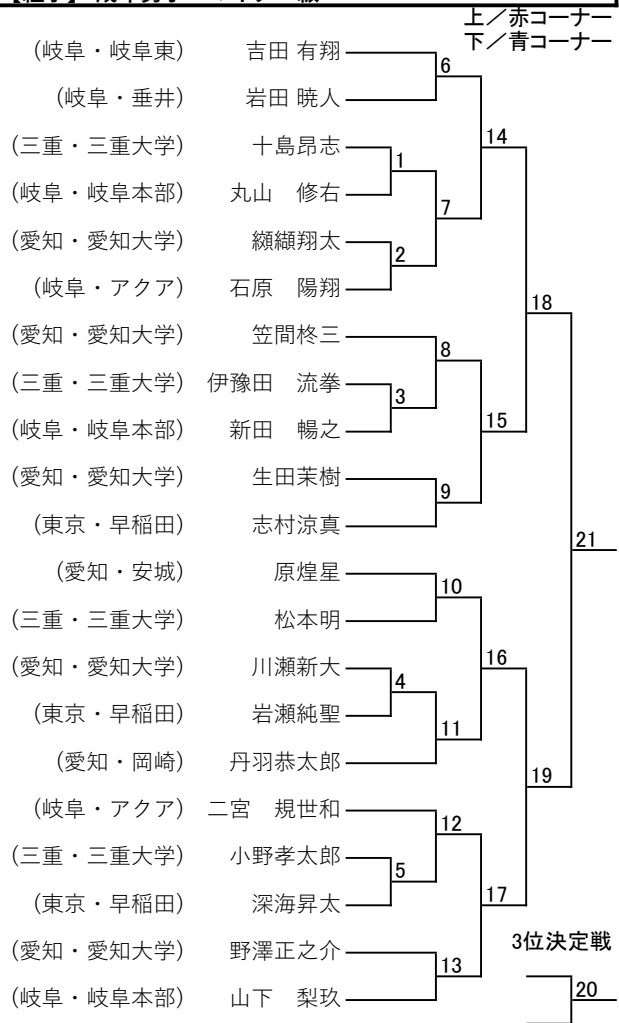 上／赤コーナー
下／青コーナー
(岐阜・岐阜東) 吉田 有翔
6
(岐阜・垂井) 岩田 暁人
14
(三重・三重大学) 十島昂志
1
(岐阜・岐阜本部) 丸山 修右
7
(愛知・愛知大学) 纐纈翔太
2
(岐阜・アクア) 石原 陽翔
18
(愛知・愛知大学) 笠間柊三
8
(三重・三重大学) 伊豫田 流拳
3
15
(岐阜・岐阜本部) 新田 暢之
(愛知・愛知大学) 生田茉樹
9
(東京・早稲田) 志村涼真
21
(愛知・安城) 原煌星
10
(三重・三重大学) 松本明
16
(愛知・愛知大学) 川瀬新大
4
(東京・早稲田) 岩瀬純聖
11
(愛知・岡崎) 丹羽恭太郎
19
(岐阜・アクア) 二宮 規世和
12
(三重・三重大学) 小野孝太郎
5
17
(東京・早稲田) 深海昇太
3位決定戦
(愛知・愛知大学) 野澤正之介
13
20
(岐阜・岐阜本部) 山下 梨玖